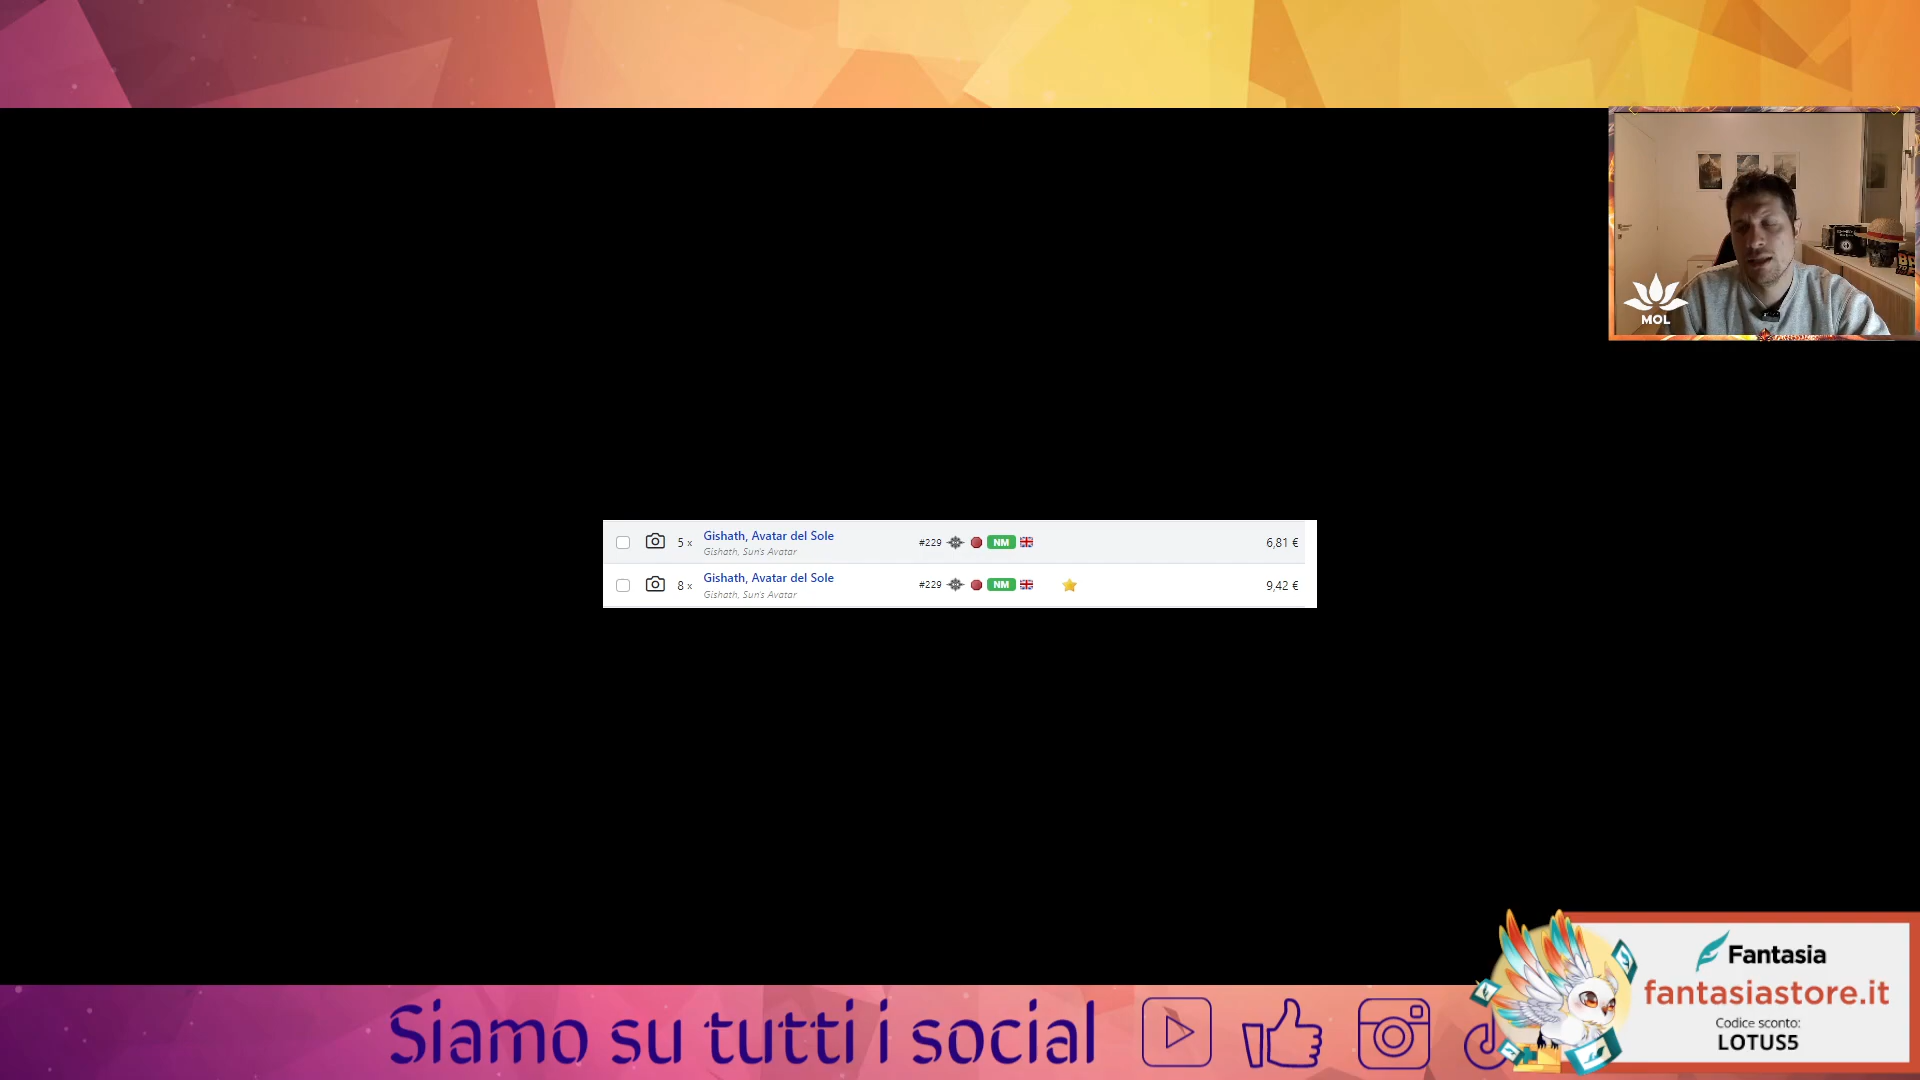 MOL
5 x Gishath, Avatar del Sole #229 NM 6,81 €
Gishath, Sun's Avatar
8 x Gishath, Avatar del Sole #229 NM 9,42 €
Gishath, Sun's Avatar
Siamo su tutti i social
Fantasia
fantasiastore.it
Codice sconto:
LOTUS5